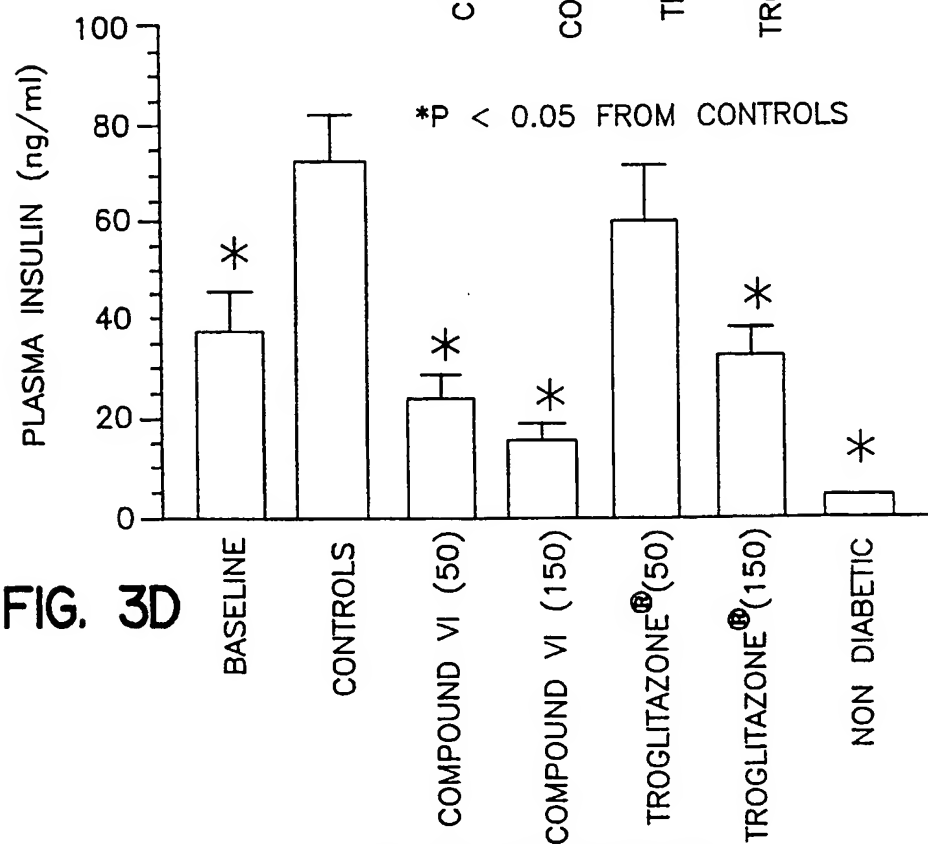 100
80
60
40
20
0
PLASMA INSULIN (ng/ml)
*P < 0.05 FROM CONTROLS
*
*
*
*
*
BASELINE
CONTROLS
COMPOUND VI (50)
COMPOUND VI (150)
TROGLITAZONE®(50)
TROGLITAZONE®(150)
NON DIABETIC
FIG. 3D